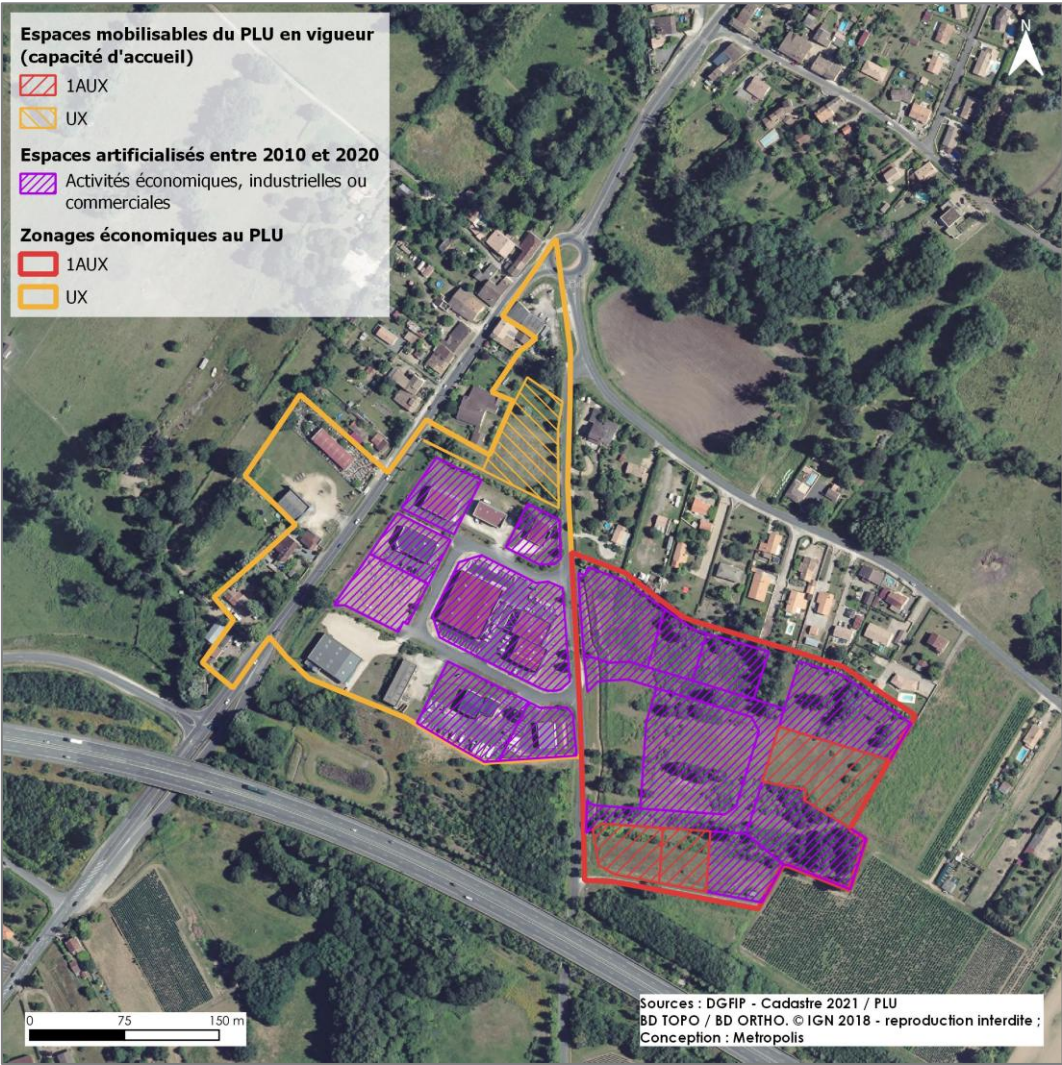 Espaces mobilisables du PLU en vigueur
(capacité d'accueil)
1AUX
UX
Espaces artificialisés entre 2010 et 2020
Activités économiques, industrielles ou
commerciales
Zonages économiques au PLU
1AUX
UX
N
0 75 150 m
Sources : DGFIP - Cadastre 2021 / PLU
BD TOPO / BD ORTHO. © IGN 2018 - reproduction interdite ;
Conception : Metropolis